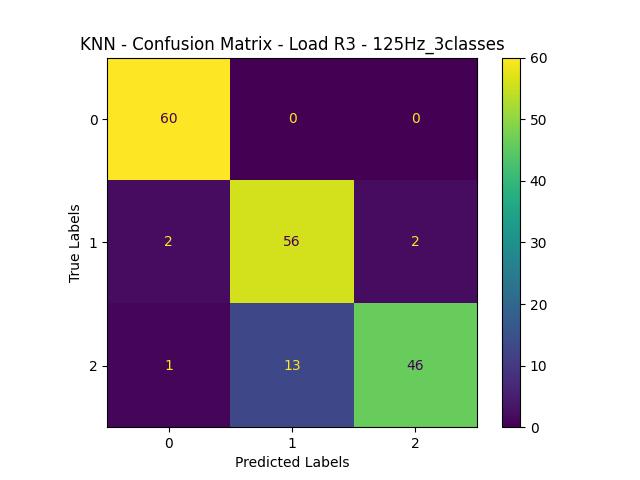 KNN - Confusion Matrix - Load R3 - 125Hz_3classes
60
0 60 0 0
50
40
True Labels
1 2 56 2
30
20
2 1 13 46
10
0
0 1 2
Predicted Labels